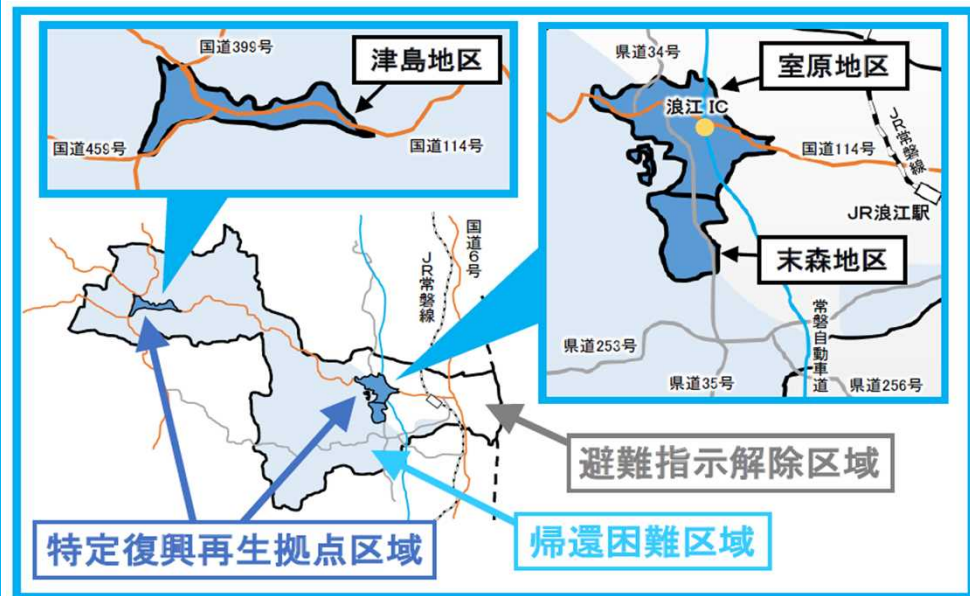 国道399号
津島地区
国道459号
国道114号
県道34号
室原地区
浪江 IC
国道114号
JR常磐線
JR浪江駅
末森地区
県道253号
県道35号
常磐自動車道
県道256号
国道6号
JR常磐線
避難指示解除区域
特定復興再生拠点区域
帰還困難区域